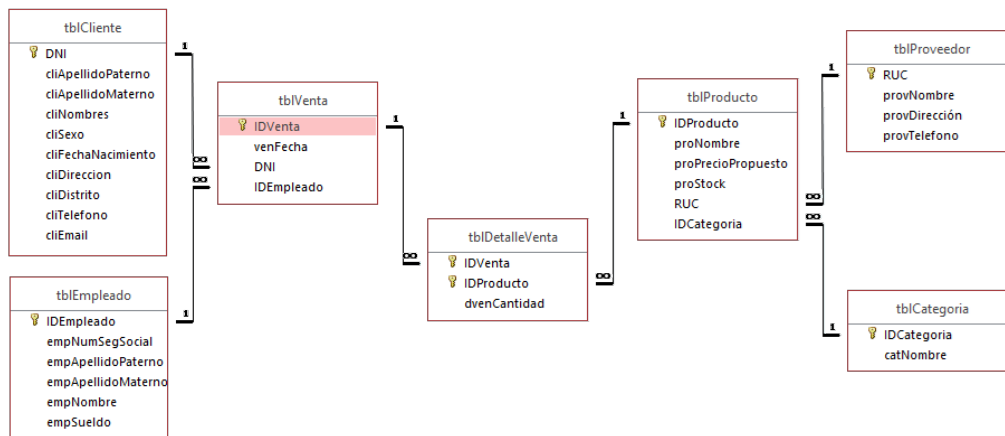 tblCliente
DNI
cliApellidoPaterno
cliApellidoMaterno
cliNombres
cliSexo
cliFechaNacimiento
cliDireccion
cliDistrito
cliTelefono
cliEmail
1
∞
tblEmpleado
IDEmpleado
empNumSegSocial
empApellidoPaterno
empApellidoMaterno
empNombre
empSueldo
1
∞
tblVenta
IDVenta
venFecha
DNI
IDEmpleado
1
∞
tblDetalleVenta
IDVenta
IDProducto
dvenCantidad
∞
1
tblProducto
IDProducto
proNombre
proPrecioPropuesto
proStock
RUC
IDCategoria
∞
1
∞
1
tblProveedor
RUC
provNombre
provDirección
provTelefono
tblCategoria
IDCategoria
catNombre